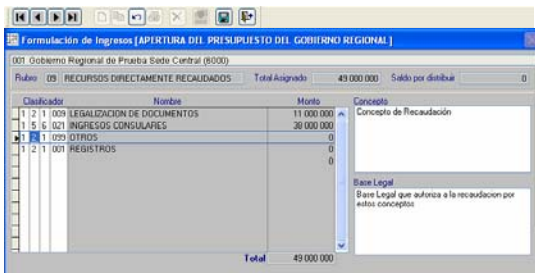 Formulación de Ingresos [APERTURA DEL PRESUPUESTO DEL GOBIERNO REGIONAL]
001 Gobierno Regional de Prueba Sede Central (6000)
Rubro 09 RECURSOS DIRECTAMENTE RECAUDADOS Total Asignado 49 000 000 Saldo por distribuir 0
Clasificador Nombre Monto
1 2 1 009 LEGALIZACION DE DOCUMENTOS 11 000 000
1 5 6 021 INGRESOS CONSULARES 38 000 000
1 2 1 099 OTROS 0
1 2 1 001 REGISTROS 0
0
Total 49 000 000
Concepto
Concepto de Recaudación
Base Legal
Base Legal que autoriza a la recaudacion por
estos conceptos